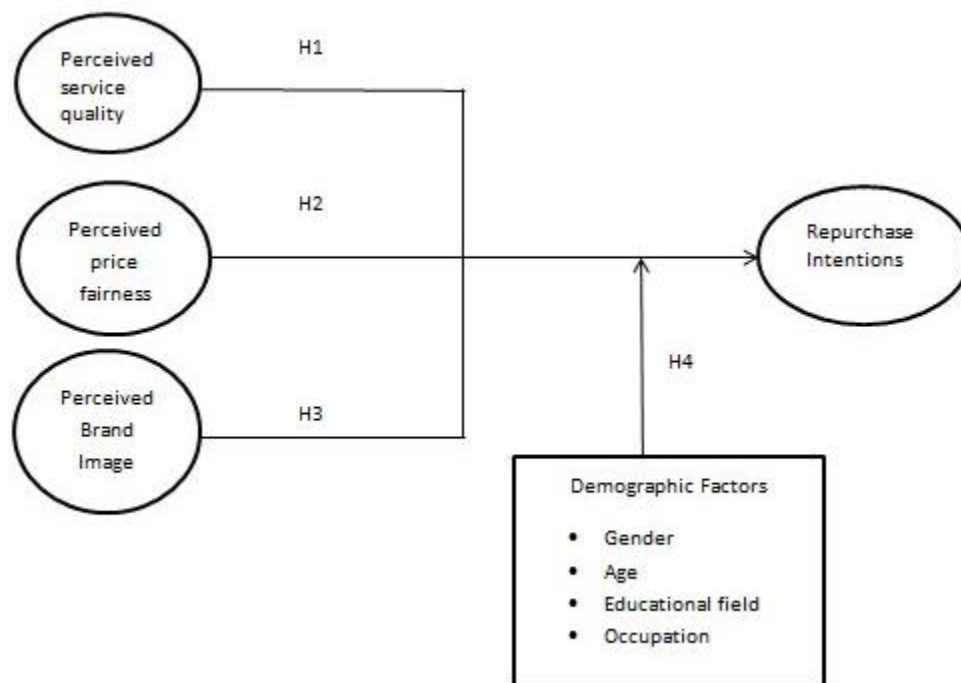 Perceived
service
quality
H1
Perceived
price
fairness
H2
Perceived
Brand
Image
H3
Repurchase
Intentions
H4
Demographic Factors
• Gender
• Age
• Educational field
• Occupation